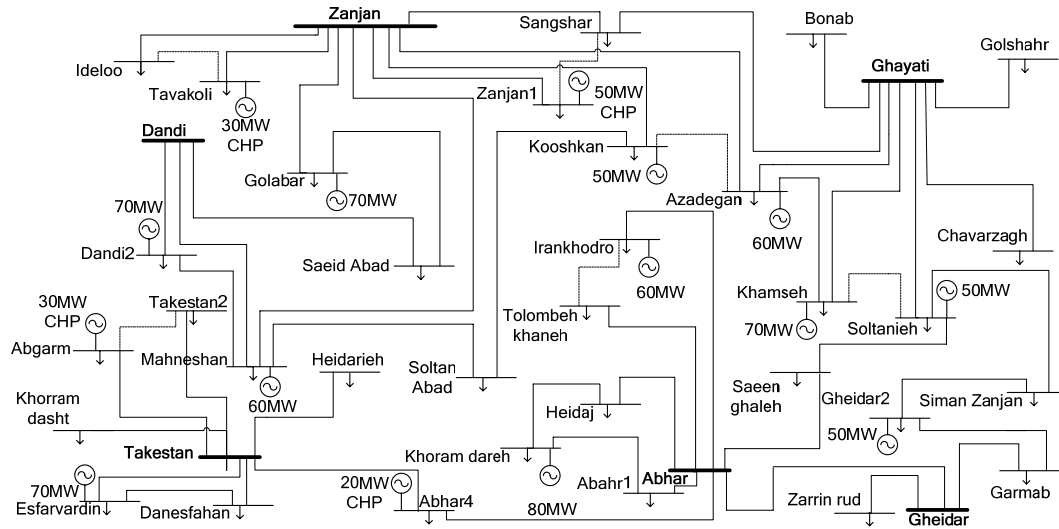 Zanjan
Sangshar
Bonab
Golshahr
Ideloo
Tavakoli
30MW
CHP
Zanjan1
50MW
CHP
Ghayati
Dandi
Golabar
70MW
Kooshkan
50MW
Azadegan
60MW
70MW
Dandi2
Saeid Abad
Irankhodro
60MW
Chavarzagh
30MW
CHP
Takestan2
Abgarm
Mahneshan
60MW
Heidarieh
Soltan
Abad
Tolombeh
khaneh
Khamseh
70MW
50MW
Soltanieh
Khorram
dasht
Heidaj
Saeen
ghaleh
Gheidar2
50MW
Siman Zanjan
Takestan
Khoram dareh
80MW
Abahr1
Abhar
70MW
Esfarvardin
Danesfahan
20MW
CHP
Abhar4
Zarrin rud
Gheidar
Garmab